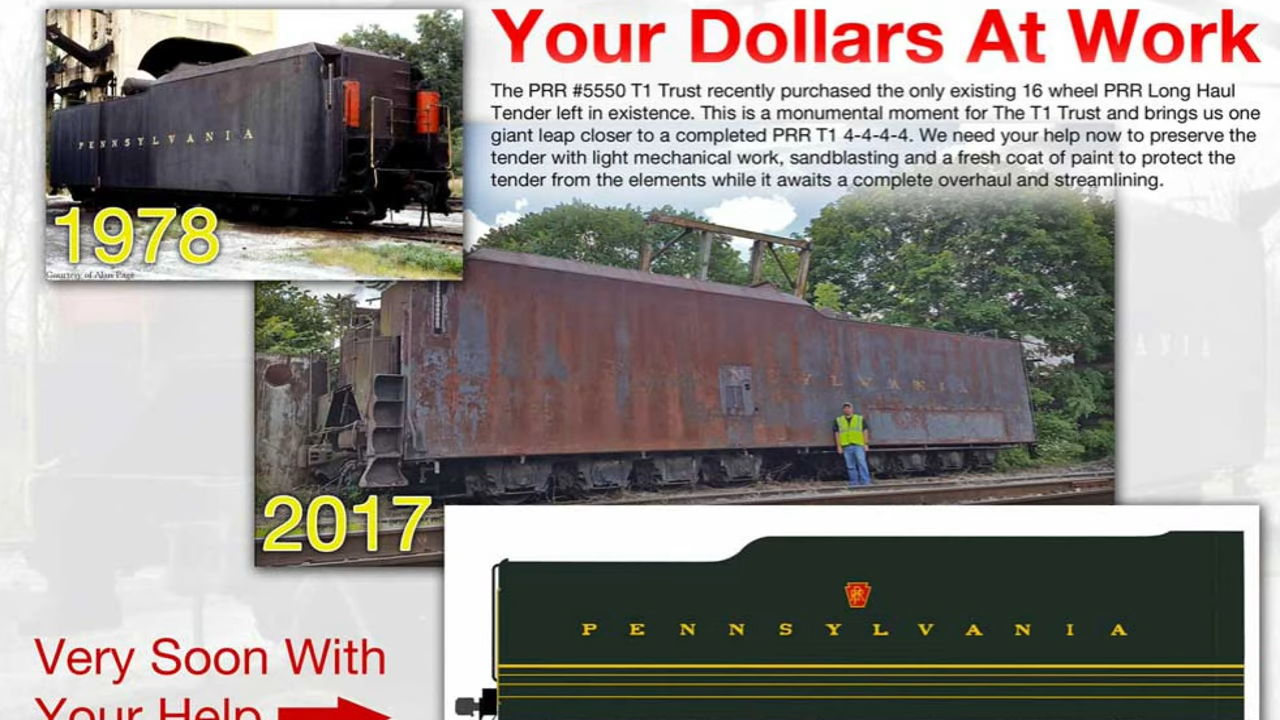 Your Dollars At Work
The PRR #5550 T1 Trust recently purchased the only existing 16 wheel PRR Long Haul
Tender left in existence. This is a monumental moment for The T1 Trust and brings us one
giant leap closer to a completed PRR T1 4-4-4-4. We need your help now to preserve the
tender with light mechanical work, sandblasting and a fresh coat of paint to protect the
tender from the elements while it awaits a complete overhaul and streamlining.
PENNSYLVANIA
1978
Courtesy of Alan Page
YLVANIA
2017
PENNSYLVANIA
Very Soon With
Your Help